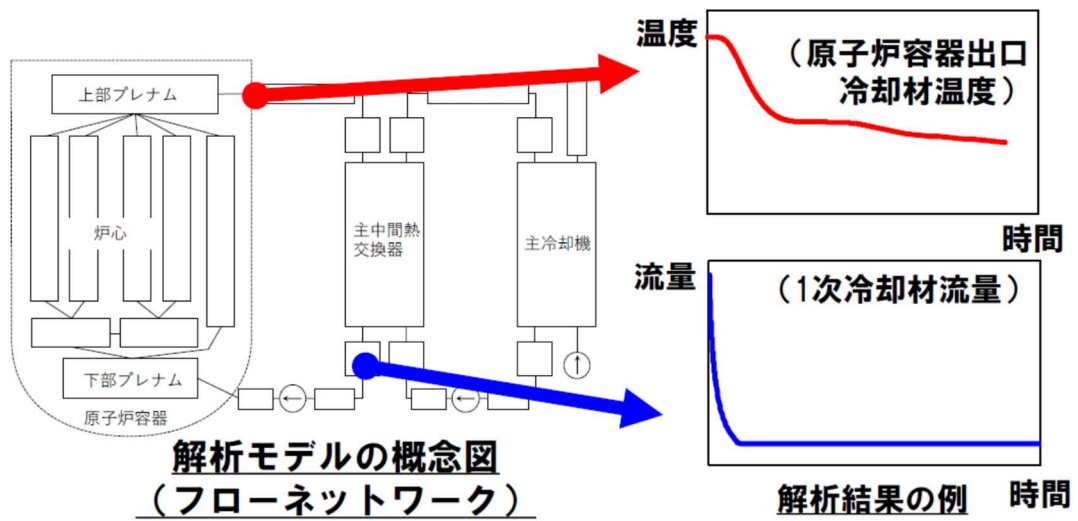 上部プレナム
炉心
下部プレナム
原子炉容器
主中間熱
交換器
主冷却機
解析モデルの概念図
(フローネットワーク)
温度
(原子炉容器出口
冷却材温度)
時間
流量
(1次冷却材流量)
解析結果の例
時間